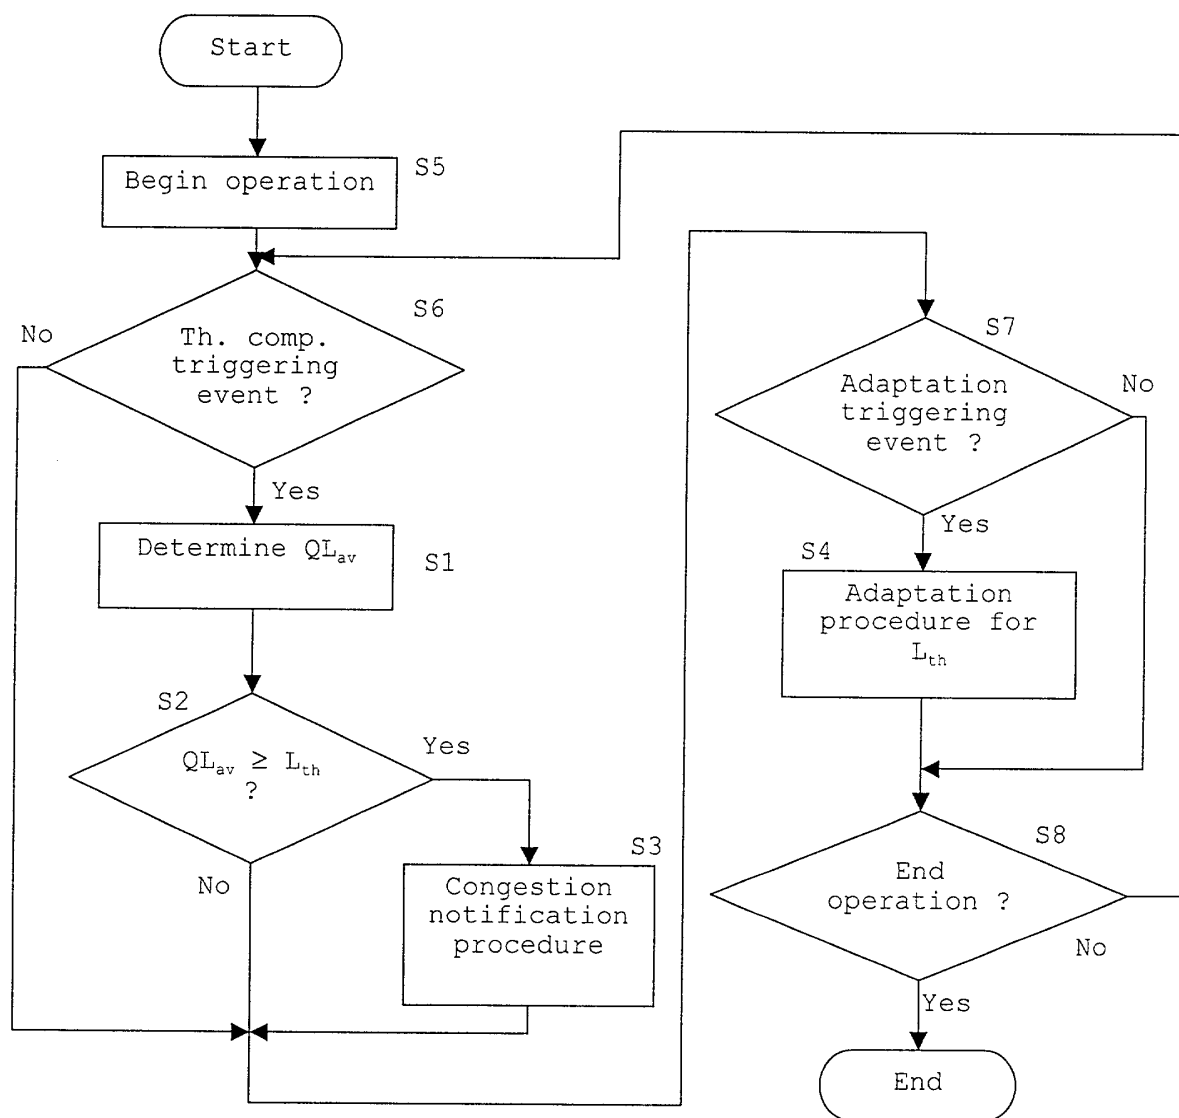 Start
Begin operation
S5
No
S6
Th. comp.
triggering
event ?
Yes
Determine QLav
S1
S2
QLav ≥ Lth
?
Yes
No
S3
Congestion
notification
procedure
S7
Adaptation
triggering
event ?
No
Yes
S4
Adaptation
procedure for
Lth
S8
End
operation ?
No
Yes
End